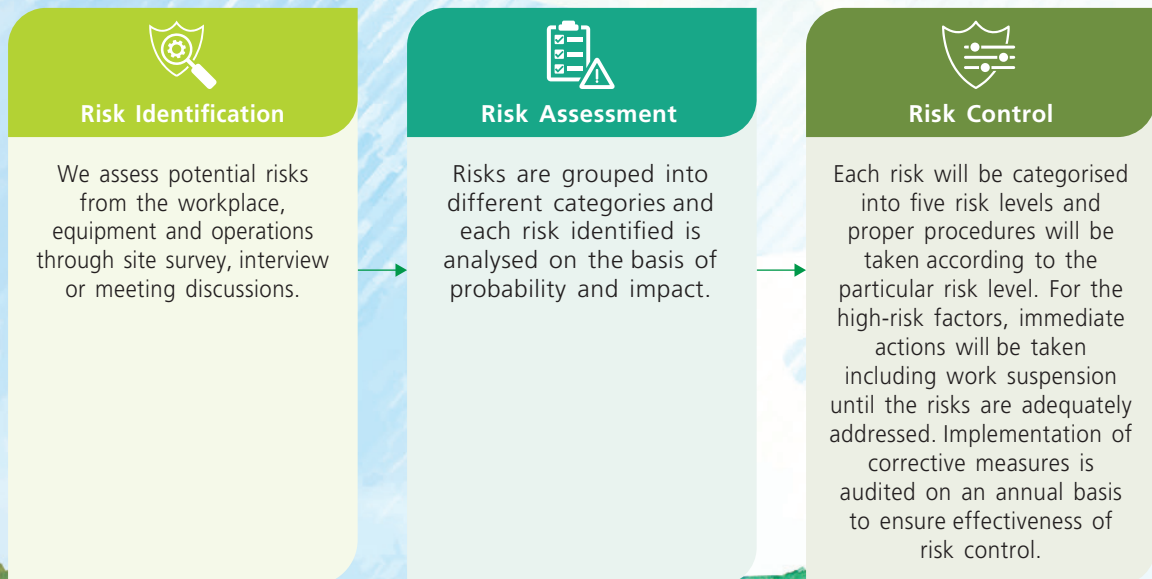 Risk Identification
We assess potential risks
from the workplace,
equipment and operations
through site survey, interview
or meeting discussions.
Risk Assessment
Risks are grouped into
different categories and
each risk identified is
analysed on the basis of
probability and impact.
Risk Control
Each risk will be categorised
into five risk levels and
proper procedures will be
taken according to the
particular risk level. For the
high-risk factors, immediate
actions will be taken
including work suspension
until the risks are adequately
addressed. Implementation of
corrective measures is
audited on an annual basis
to ensure effectiveness of
risk control.